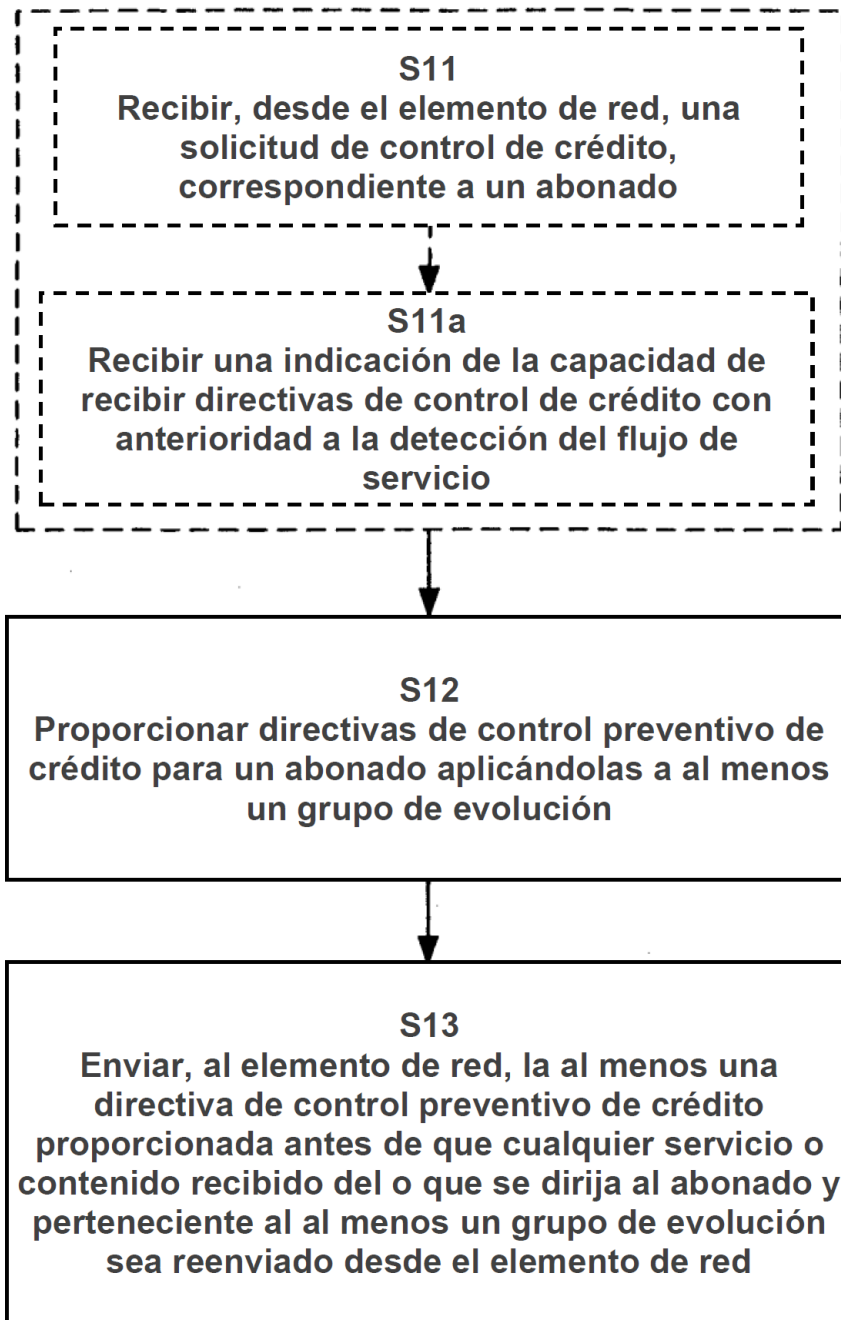 S11
Recibir, desde el elemento de red, una
solicitud de control de crédito,
correspondiente a un abonado
S11a
Recibir una indicación de la capacidad de
recibir directivas de control de crédito con
anterioridad a la detección del flujo de
servicio
S12
Proporcionar directivas de control preventivo de
crédito para un abonado aplicándolas a al menos
un grupo de evolución
S13
Enviar, al elemento de red, la al menos una
directiva de control preventivo de crédito
proporcionada antes de que cualquier servicio o
contenido recibido del o que se dirija al abonado y
perteneciente al al menos un grupo de evolución
sea reenviado desde el elemento de red